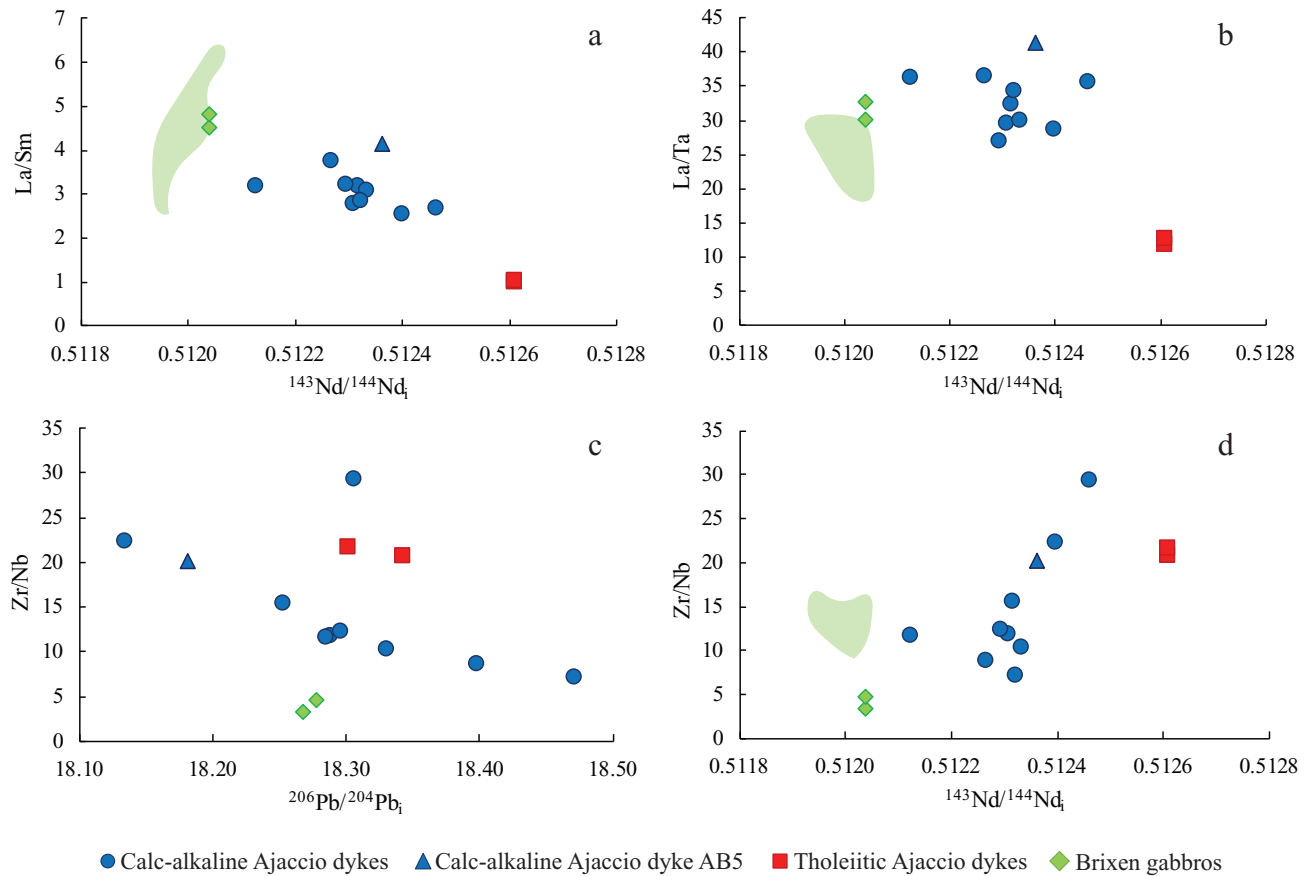 a
La/Sm
7
6
5
4
3
2
1
0
0.5118 0.5120 0.5122 0.5124 0.5126 0.5128
¹⁴³Nd/¹⁴⁴Ndᵢ
b
La/Ta
45
40
35
30
25
20
15
10
5
0
0.5118 0.5120 0.5122 0.5124 0.5126 0.5128
¹⁴³Nd/¹⁴⁴Ndᵢ
c
Zr/Nb
35
30
25
20
15
10
5
0
18.10 18.20 18.30 18.40 18.50
²⁰⁶Pb/²⁰⁴Pbᵢ
d
Zr/Nb
35
30
25
20
15
10
5
0
0.5118 0.5120 0.5122 0.5124 0.5126 0.5128
¹⁴³Nd/¹⁴⁴Ndᵢ
Calc-alkaline Ajaccio dykes Calc-alkaline Ajaccio dyke AB5 Tholeiitic Ajaccio dykes Brixen gabbros